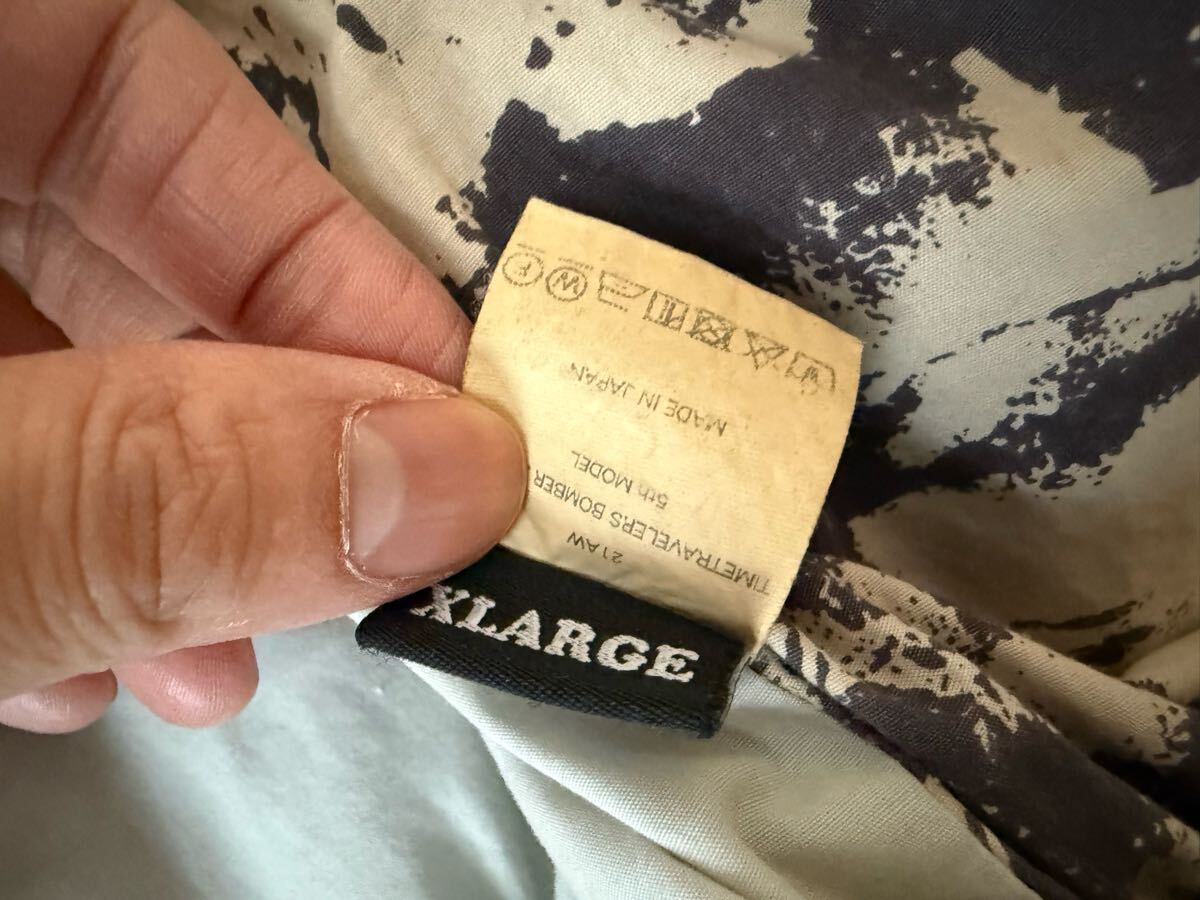 XLARGE
21AW
TIMETRAVELERS BOMBER
5th MODEL
MADE IN JAPAN
W
F